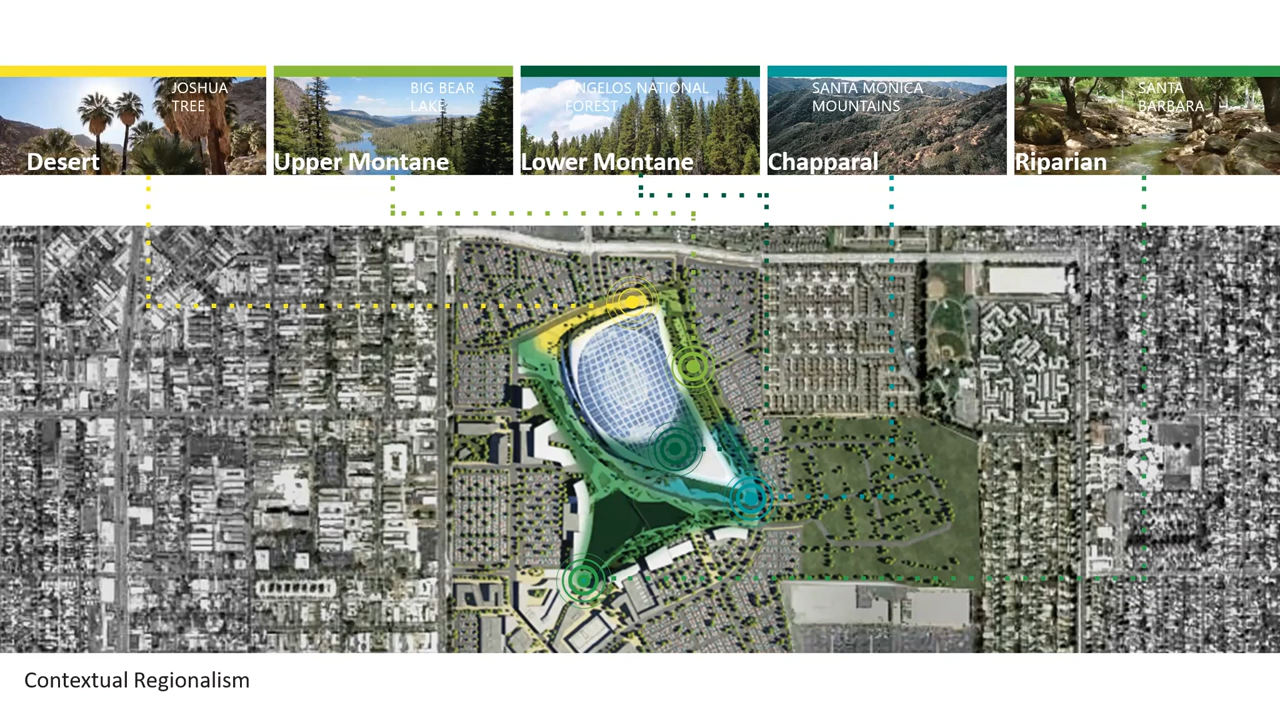 JOSHUA
TREE
Desert
BIG BEAR
LAKE
Upper Montane
NGELOS NATIONAL
FOREST
Lower Montane
SANTA MONICA
MOUNTAINS
Chapparal
SANTA
BARBARA
Riparian
Contextual Regionalism